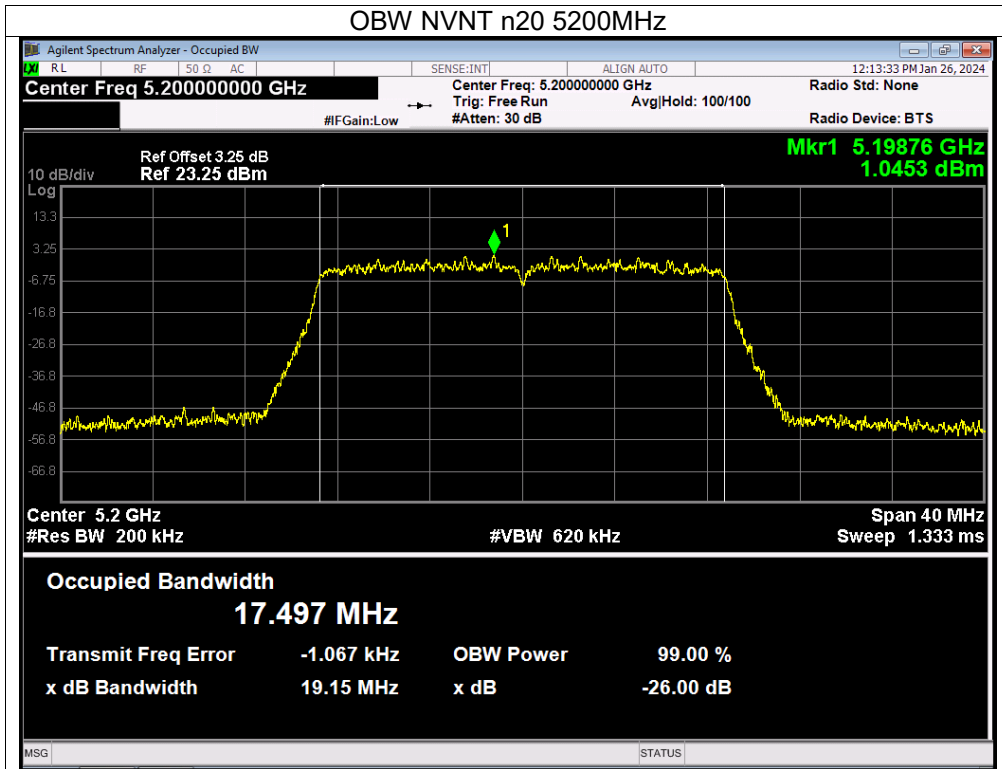 OBW NVNT n20 5200MHz
Agilent Spectrum Analyzer - Occupied BW
LXI RL RF 50 Ω AC SENSE:INT ALIGN AUTO 12:13:33 PM Jan 26, 2024
Center Freq 5.200000000 GHz Center Freq: 5.200000000 GHz Radio Std: None
Trig: Free Run Avg|Hold: 100/100
#IFGain:Low #Atten: 30 dB Radio Device: BTS
Mkr1 5.19876 GHz
1.0453 dBm
Ref Offset 3.25 dB
10 dB/div Ref 23.25 dBm
Log
13.3
1
3.25
-6.75
-16.8
-26.8
-36.8
-46.8
-56.8
-66.8
Center 5.2 GHz Span 40 MHz
#Res BW 200 kHz #VBW 620 kHz Sweep 1.333 ms
Occupied Bandwidth
17.497 MHz
Transmit Freq Error -1.067 kHz OBW Power 99.00 %
x dB Bandwidth 19.15 MHz x dB -26.00 dB
MSG STATUS